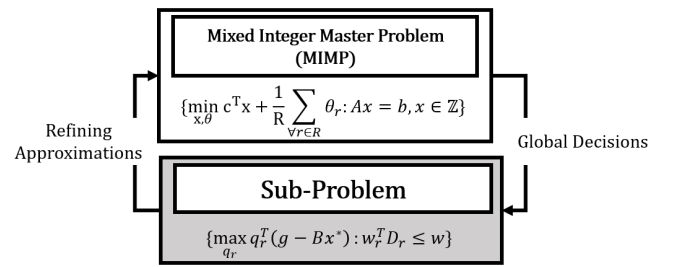 Mixed Integer Master Problem
(MIMP)
{min_{x,θ} cᵀx + 1/R ∑_{∀r∈R} θ_r: Ax = b, x ∈ ℤ}
Refining
Approximations
Global Decisions
Sub-Problem
{max_{q_r} q_r^T(g − Bx*): w_r^T D_r ≤ w}